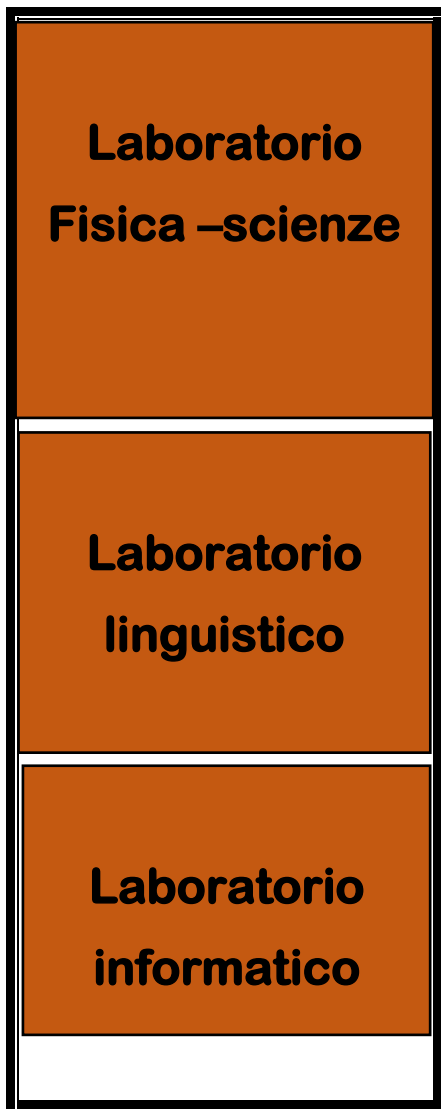 Laboratorio
Fisica –scienze
Laboratorio
linguistico
Laboratorio
informatico